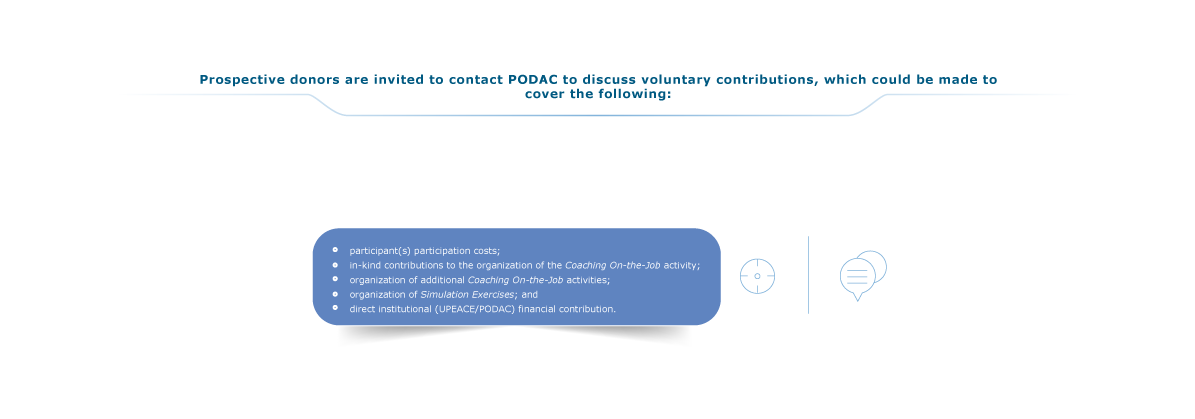 Prospective donors are invited to contact PODAC to discuss voluntary contributions, which could be made to
cover the following:
participant(s) participation costs;
in-kind contributions to the organization of the Coaching On-the-Job activity;
organization of additional Coaching On-the-Job activities;
organization of Simulation Exercises; and
direct institutional (UPEACE/PODAC) financial contribution.